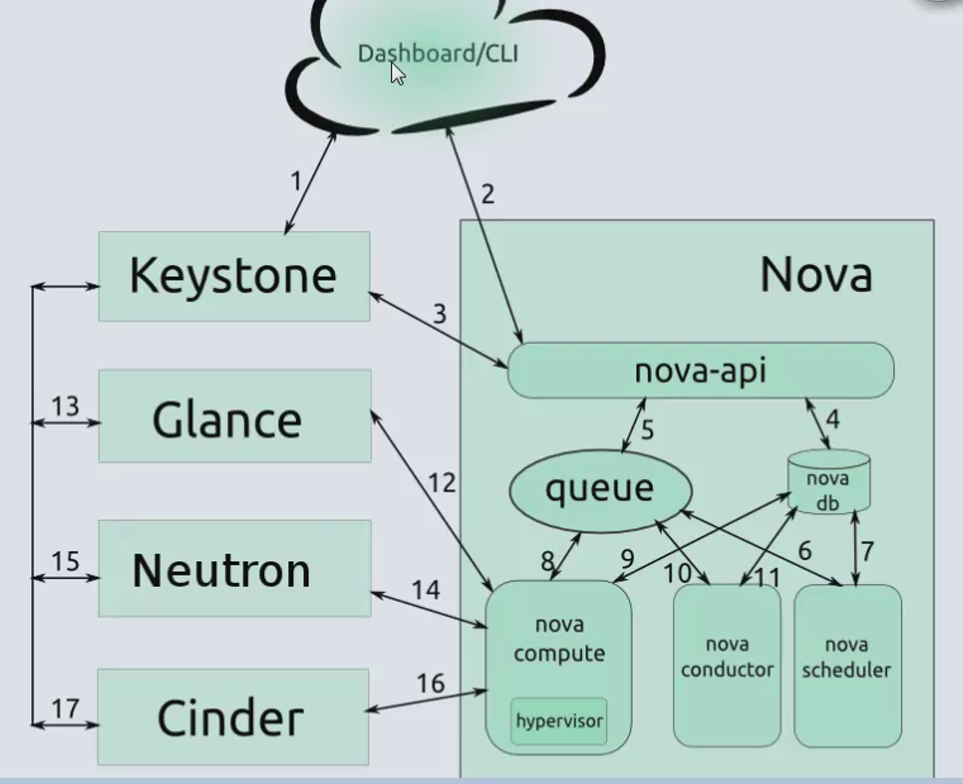 Dashboard/CLI
1
2
Keystone
Nova
3
nova-api
Glance
13
4
5
12
queue
nova
db
Neutron
15
14
8
9
10
11
6
7
nova
compute
hypervisor
nova
conductor
nova
scheduler
16
Cinder
17